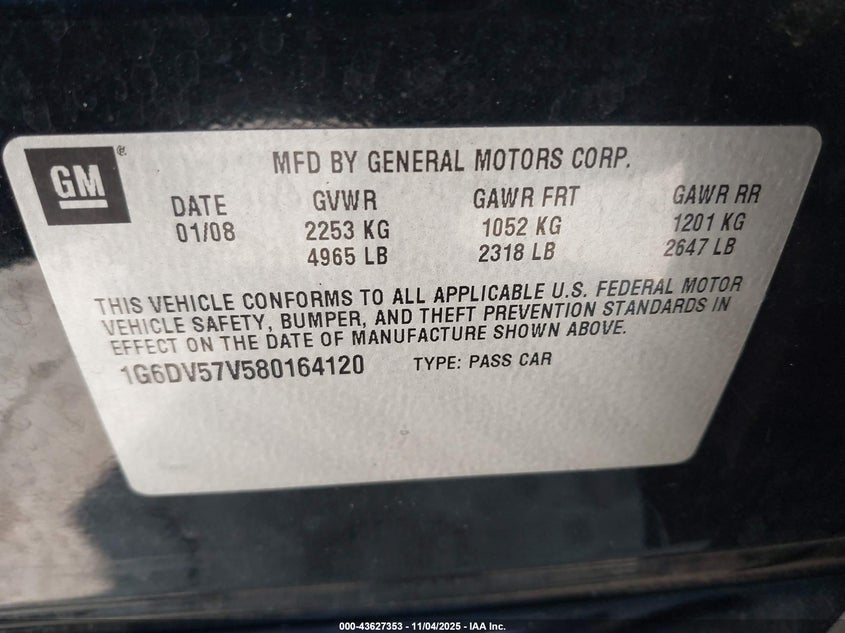 GM
MFD BY GENERAL MOTORS CORP.
DATE GVWR GAWR FRT GAWR RR
01/08 2253 KG 1052 KG 1201 KG
4965 LB 2318 LB 2647 LB
THIS VEHICLE CONFORMS TO ALL APPLICABLE U.S. FEDERAL MOTOR
VEHICLE SAFETY, BUMPER, AND THEFT PREVENTION STANDARDS IN
EFFECT ON THE DATE OF MANUFACTURE SHOWN ABOVE.
1G6DV57V580164120 TYPE: PASS CAR
000-43627353 - 11/04/2025 - IAA Inc.